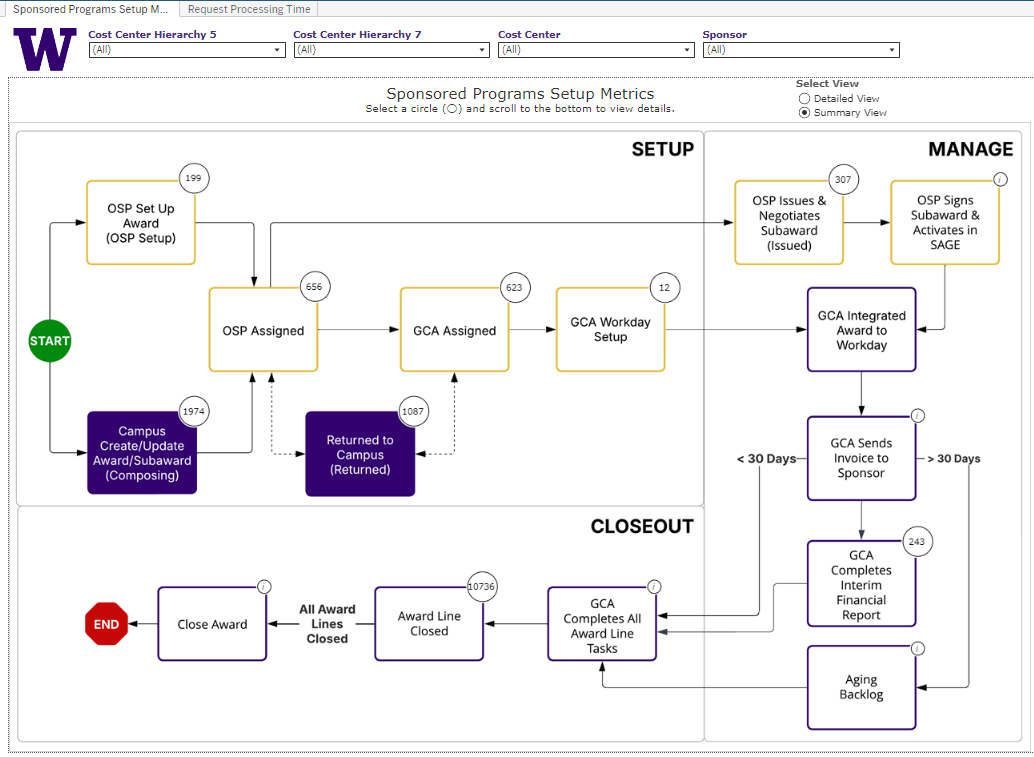 Sponsored Programs Setup M...
Request Processing Time
W
Cost Center Hierarchy 5
(All)
Cost Center Hierarchy 7
(All)
Cost Center
(All)
Sponsor
(All)
Sponsored Programs Setup Metrics
Select a circle (○) and scroll to the bottom to view details.
Select View
Detailed View
Summary View
SETUP
199
OSP Set Up
Award
(OSP Setup)
START
656
OSP Assigned
623
GCA Assigned
12
GCA Workday
Setup
1974
Campus
Create/Update
Award/Subaward
(Composing)
1087
Returned to
Campus
(Returned)
MANAGE
307
OSP Issues &
Negotiates
Subaward
(Issued)
i
OSP Signs
Subaward &
Activates in
SAGE
GCA Integrated
Award to
Workday
i
GCA Sends
Invoice to
Sponsor
< 30 Days
> 30 Days
243
GCA
Completes
Interim
Financial
Report
i
Aging
Backlog
CLOSEOUT
i
GCA
Completes All
Award Line
Tasks
10736
Award Line
Closed
All Award
Lines
Closed
i
Close Award
END